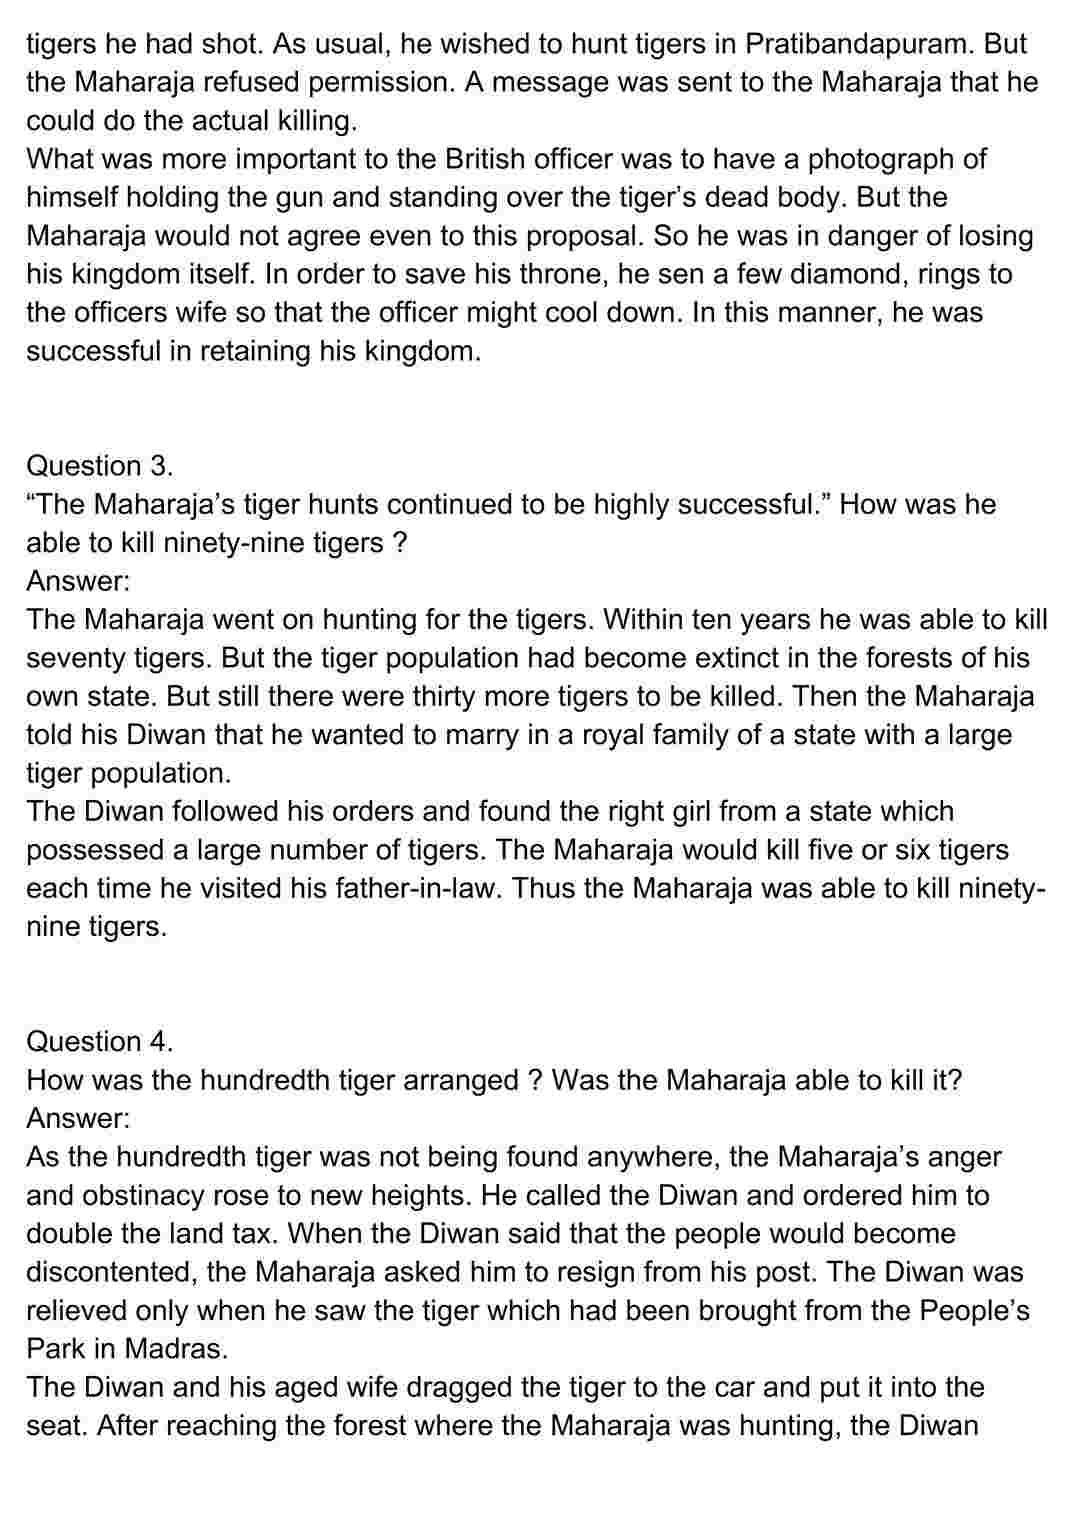 tigers he had shot. As usual, he wished to hunt tigers in Pratibandapuram. But
the Maharaja refused permission. A message was sent to the Maharaja that he
could do the actual killing.
What was more important to the British officer was to have a photograph of
himself holding the gun and standing over the tiger's dead body. But the
Maharaja would not agree even to this proposal. So he was in danger of losing
his kingdom itself. In order to save his throne, he sen a few diamond, rings to
the officers wife so that the officer might cool down. In this manner, he was
successful in retaining his kingdom.
Question 3.
“The Maharaja’s tiger hunts continued to be highly successful.” How was he
able to kill ninety-nine tigers ?
Answer:
The Maharaja went on hunting for the tigers. Within ten years he was able to kill
seventy tigers. But the tiger population had become extinct in the forests of his
own state. But still there were thirty more tigers to be killed. Then the Maharaja
told his Diwan that he wanted to marry in a royal family of a state with a large
tiger population.
The Diwan followed his orders and found the right girl from a state which
possessed a large number of tigers. The Maharaja would kill five or six tigers
each time he visited his father-in-law. Thus the Maharaja was able to kill ninety-
nine tigers.
Question 4.
How was the hundredth tiger arranged ? Was the Maharaja able to kill it?
Answer:
As the hundredth tiger was not being found anywhere, the Maharaja’s anger
and obstinacy rose to new heights. He called the Diwan and ordered him to
double the land tax. When the Diwan said that the people would become
discontented, the Maharaja asked him to resign from his post. The Diwan was
relieved only when he saw the tiger which had been brought from the People’s
Park in Madras.
The Diwan and his aged wife dragged the tiger to the car and put it into the
seat. After reaching the forest where the Maharaja was hunting, the Diwan